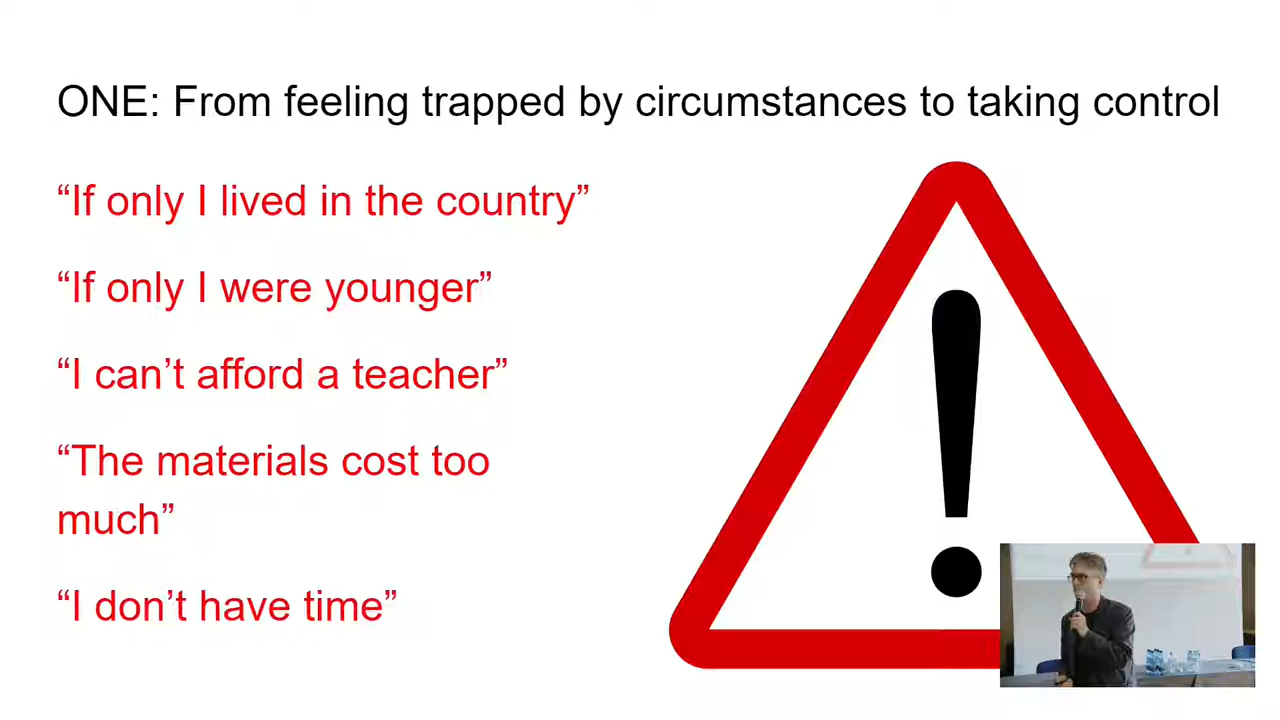 ONE: From feeling trapped by circumstances to taking control
“If only I lived in the country”
“If only I were younger”
“I can’t afford a teacher”
“The materials cost too
much”
“I don’t have time”